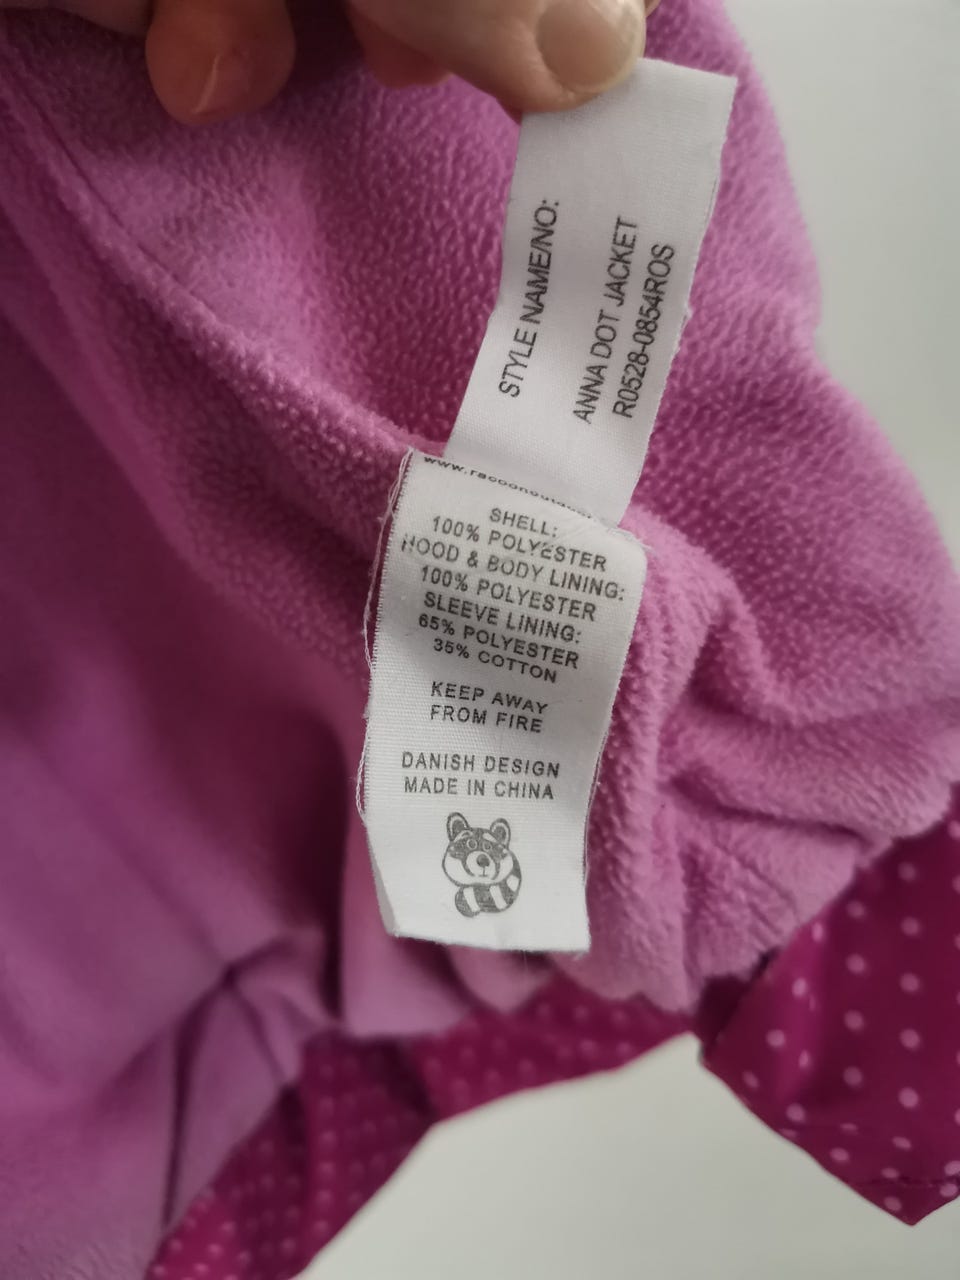 STYLE NAME/NO:
ANNA DOT JACKET
R0528-0854ROS
SHELL:
100% POLYESTER
HOOD & BODY LINING:
100% POLYESTER
SLEEVE LINING:
65% POLYESTER
35% COTTON
KEEP AWAY
FROM FIRE
DANISH DESIGN
MADE IN CHINA